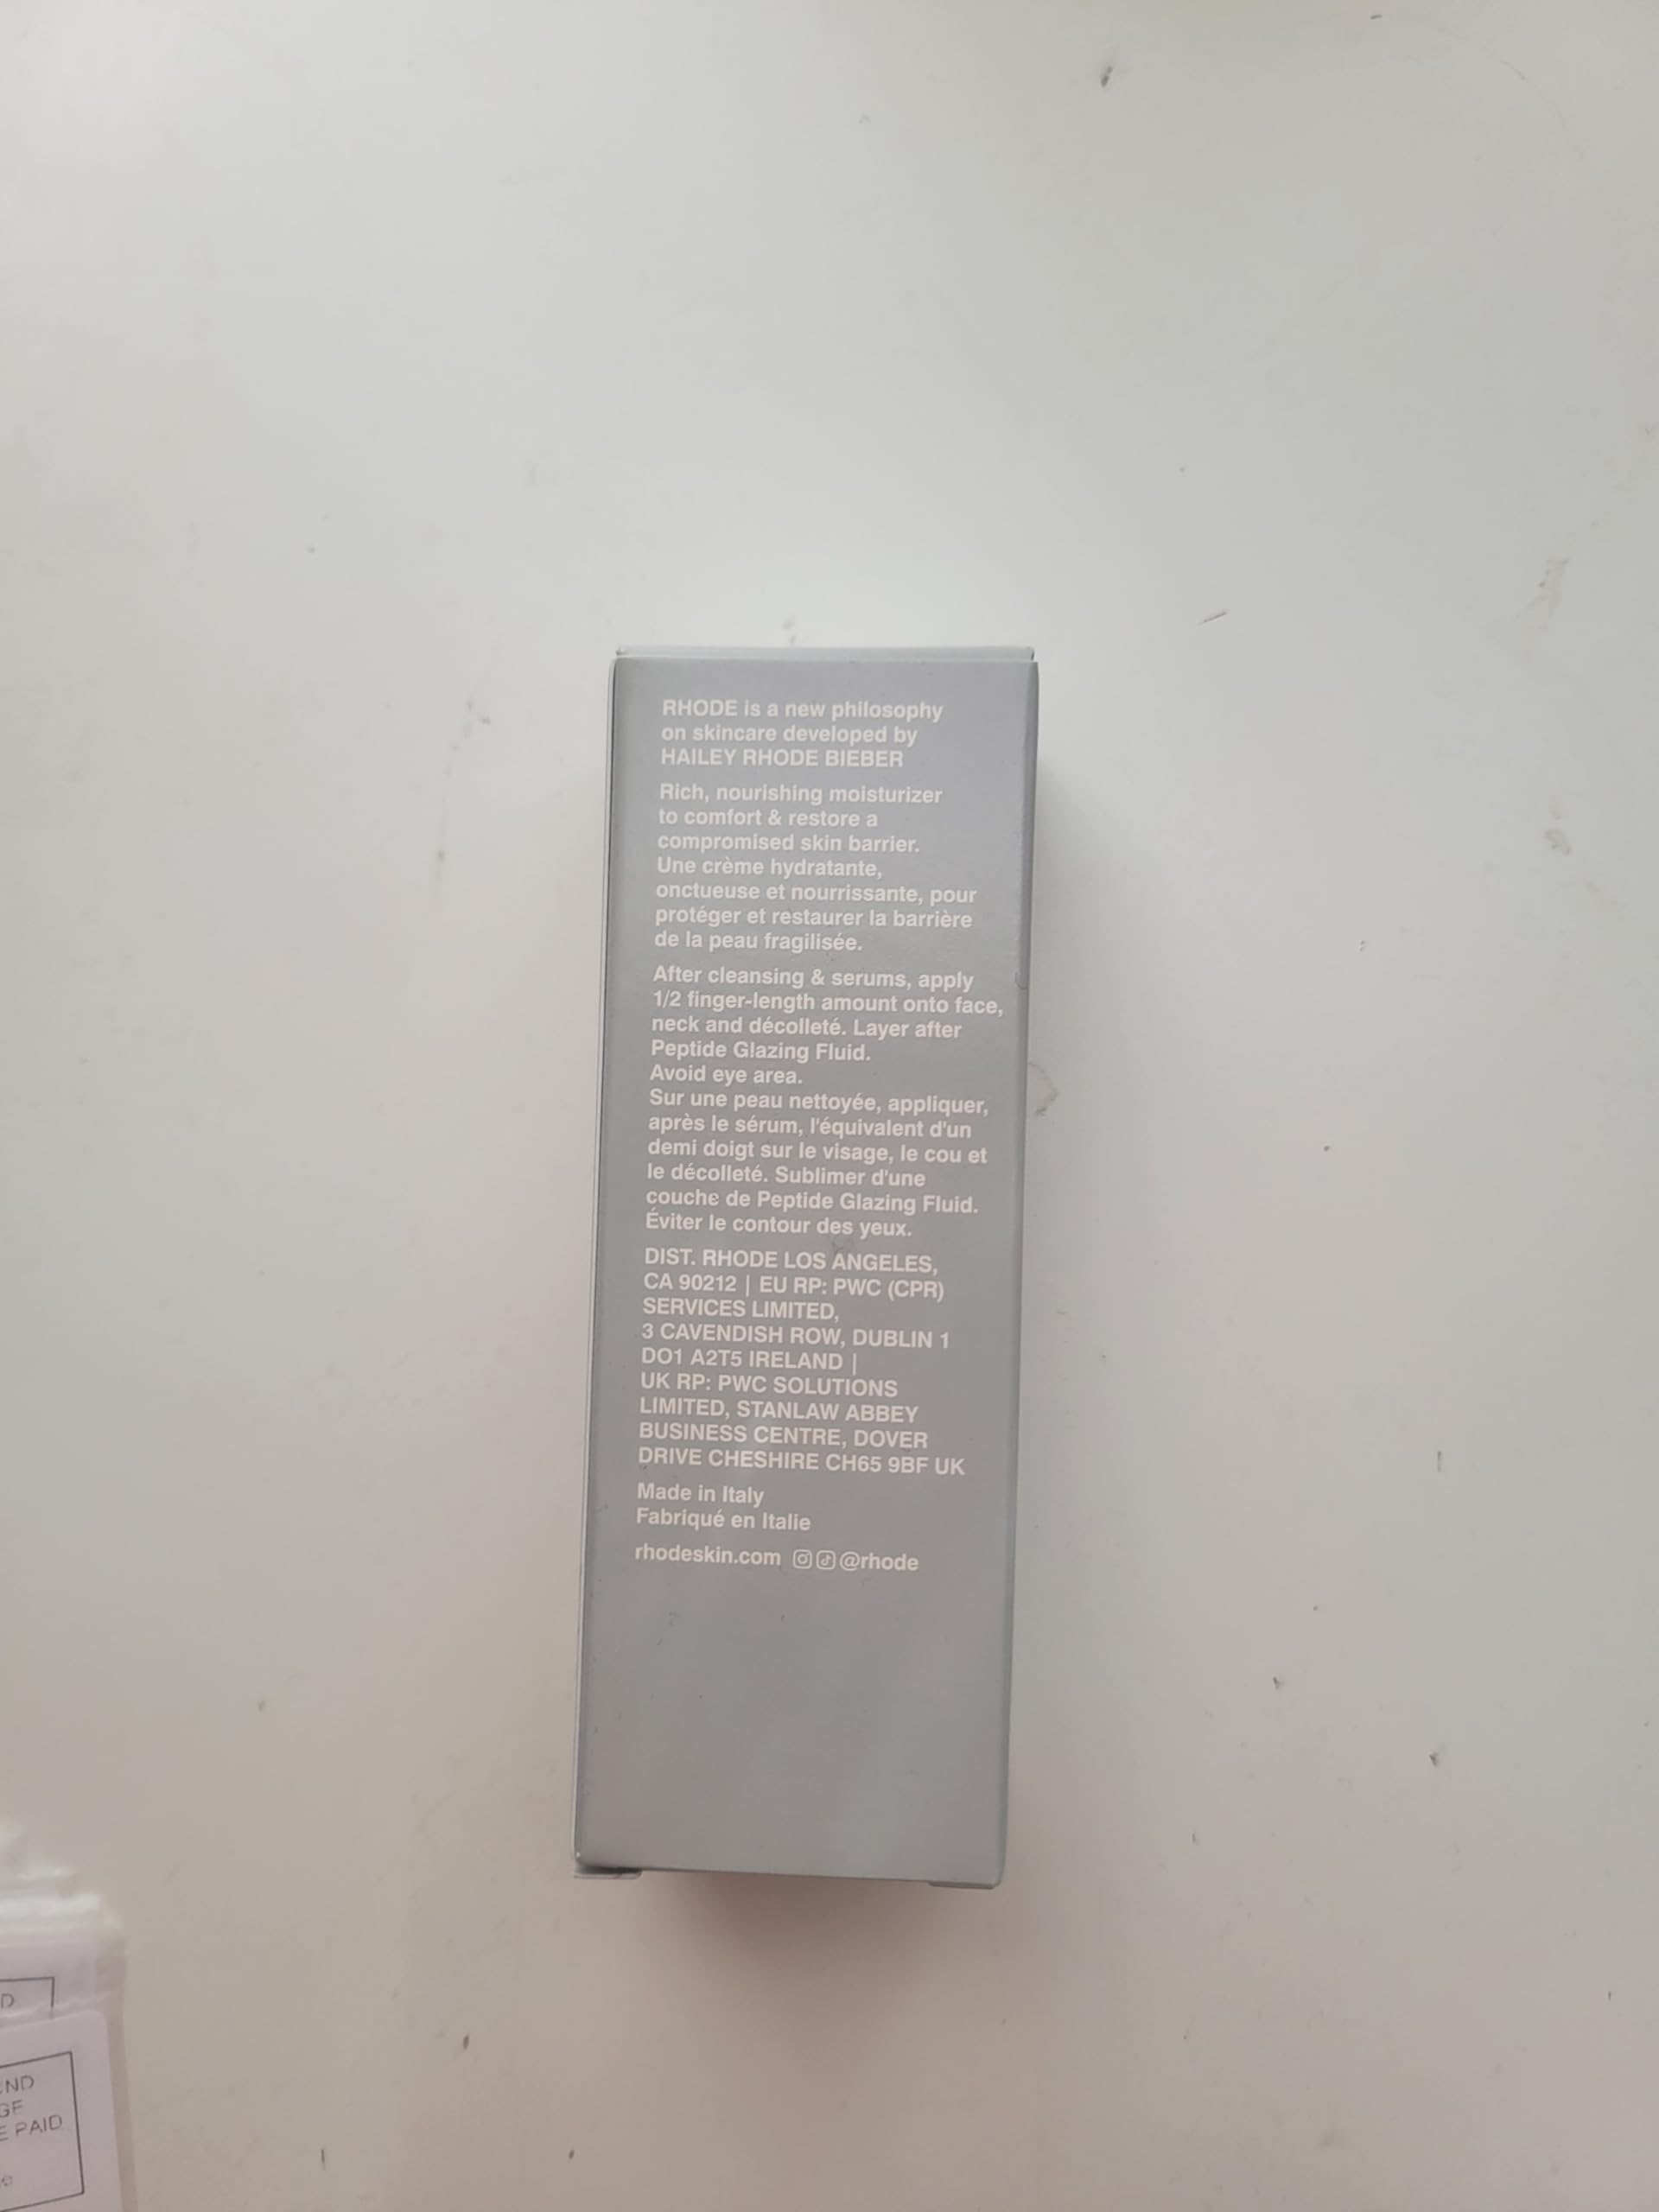 RHODE is a new philosophy
on skincare developed by
HAILEY RHODE BIEBER
Rich, nourishing moisturizer
to comfort & restore a
compromised skin barrier.
Une crème hydratante,
onctueuse et nourrissante, pour
protéger et restaurer la barrière
de la peau fragilisée.
After cleansing & serums, apply
1/2 finger-length amount onto face,
neck and décolleté. Layer after
Peptide Glazing Fluid.
Avoid eye area.
Sur une peau nettoyée, appliquer,
après le sérum, l'équivalent d'un
demi doigt sur le visage, le cou et
le décolleté. Sublimer d'une
couche de Peptide Glazing Fluid.
Éviter le contour des yeux.
DIST. RHODE LOS ANGELES,
CA 90212 | EU RP: PWC (CPR)
SERVICES LIMITED,
3 CAVENDISH ROW, DUBLIN 1
DO1 A2T5 IRELAND |
UK RP: PWC SOLUTIONS
LIMITED, STANLAW ABBEY
BUSINESS CENTRE, DOVER
DRIVE CHESHIRE CH65 9BF UK
Made in Italy
Fabriqué en Italie
rhodeskin.com @rhode
PAID